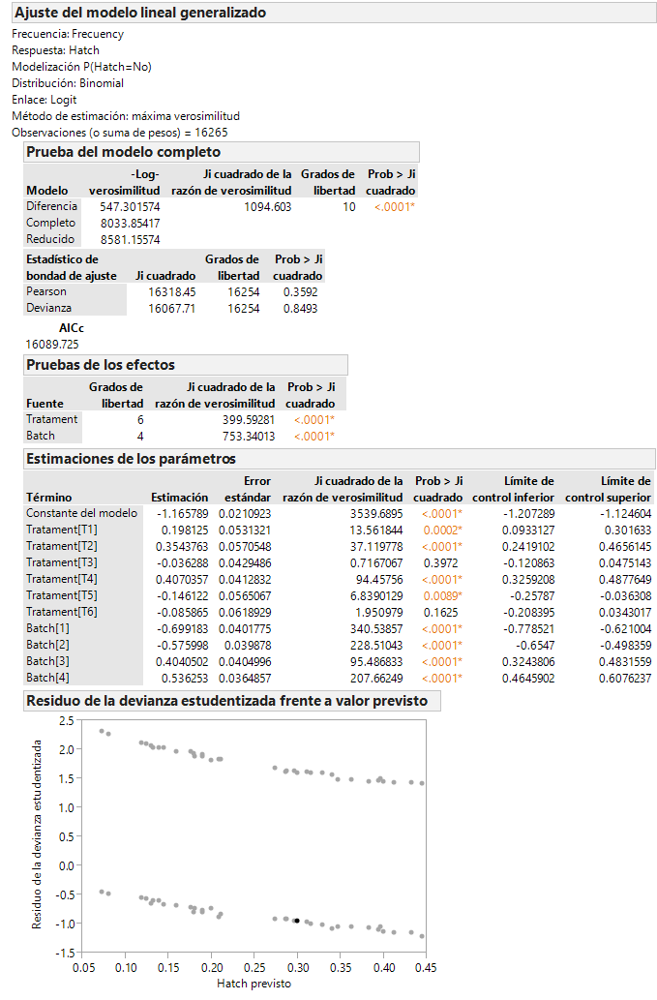 Ajuste del modelo lineal generalizado
Frecuencia: Frecuency
Respuesta: Hatch
Modelización P(Hatch=No)
Distribución: Binomial
Enlace: Logit
Método de estimación: máxima verosimilitud
Observaciones (o suma de pesos) = 16265
Prueba del modelo completo
-Log- Ji cuadrado de la Grados de Prob > Ji
Modelo verosimilitud razón de verosimilitud libertad cuadrado
Diferencia 547.301574 1094.603 10 <.0001*
Completo 8033.85417
Reducido 8581.15574
Estadístico de Grados de Prob > Ji
bondad de ajuste Ji cuadrado libertad cuadrado
Pearson 16318.45 16254 0.3592
Devianza 16067.71 16254 0.8493
AICc
16089.725
Pruebas de los efectos
Grados de Ji cuadrado de la Prob > Ji
Fuente libertad razón de verosimilitud cuadrado
Tratament 6 399.59281 <.0001*
Batch 4 753.34013 <.0001*
Estimaciones de los parámetros
Error Ji cuadrado de la Prob > Ji Límite de Límite de
Término Estimación estándar razón de verosimilitud cuadrado control inferior control superior
Constante del modelo -1.165789 0.0210923 3539.6895 <.0001* -1.207289 -1.124604
Tratament[T1] 0.198125 0.0531321 13.561844 0.0002* 0.0933127 0.301633
Tratament[T2] 0.3543763 0.0570548 37.119778 <.0001* 0.2419102 0.4656145
Tratament[T3] -0.036288 0.0429486 0.7167067 0.3972 -0.120863 0.0475143
Tratament[T4] 0.4070357 0.0412832 94.45756 <.0001* 0.3259208 0.4877649
Tratament[T5] -0.146122 0.0565067 6.8390129 0.0089* -0.25787 -0.036308
Tratament[T6] -0.085865 0.0618929 1.950979 0.1625 -0.208395 0.0343017
Batch[1] -0.699183 0.0401775 340.53857 <.0001* -0.778521 -0.621004
Batch[2] -0.575998 0.039878 228.51043 <.0001* -0.6547 -0.498359
Batch[3] 0.4040502 0.0404996 95.486833 <.0001* 0.3243806 0.4831559
Batch[4] 0.536253 0.0364857 207.66249 <.0001* 0.4645902 0.6076237
Residuo de la devianza estudentizada frente a valor previsto
Residuo de la devianza estudentizada
2.5
2.0
1.5
1.0
0.5
0.0
-0.5
-1.0
-1.5
0.05 0.10 0.15 0.20 0.25 0.30 0.35 0.40 0.45
Hatch previsto